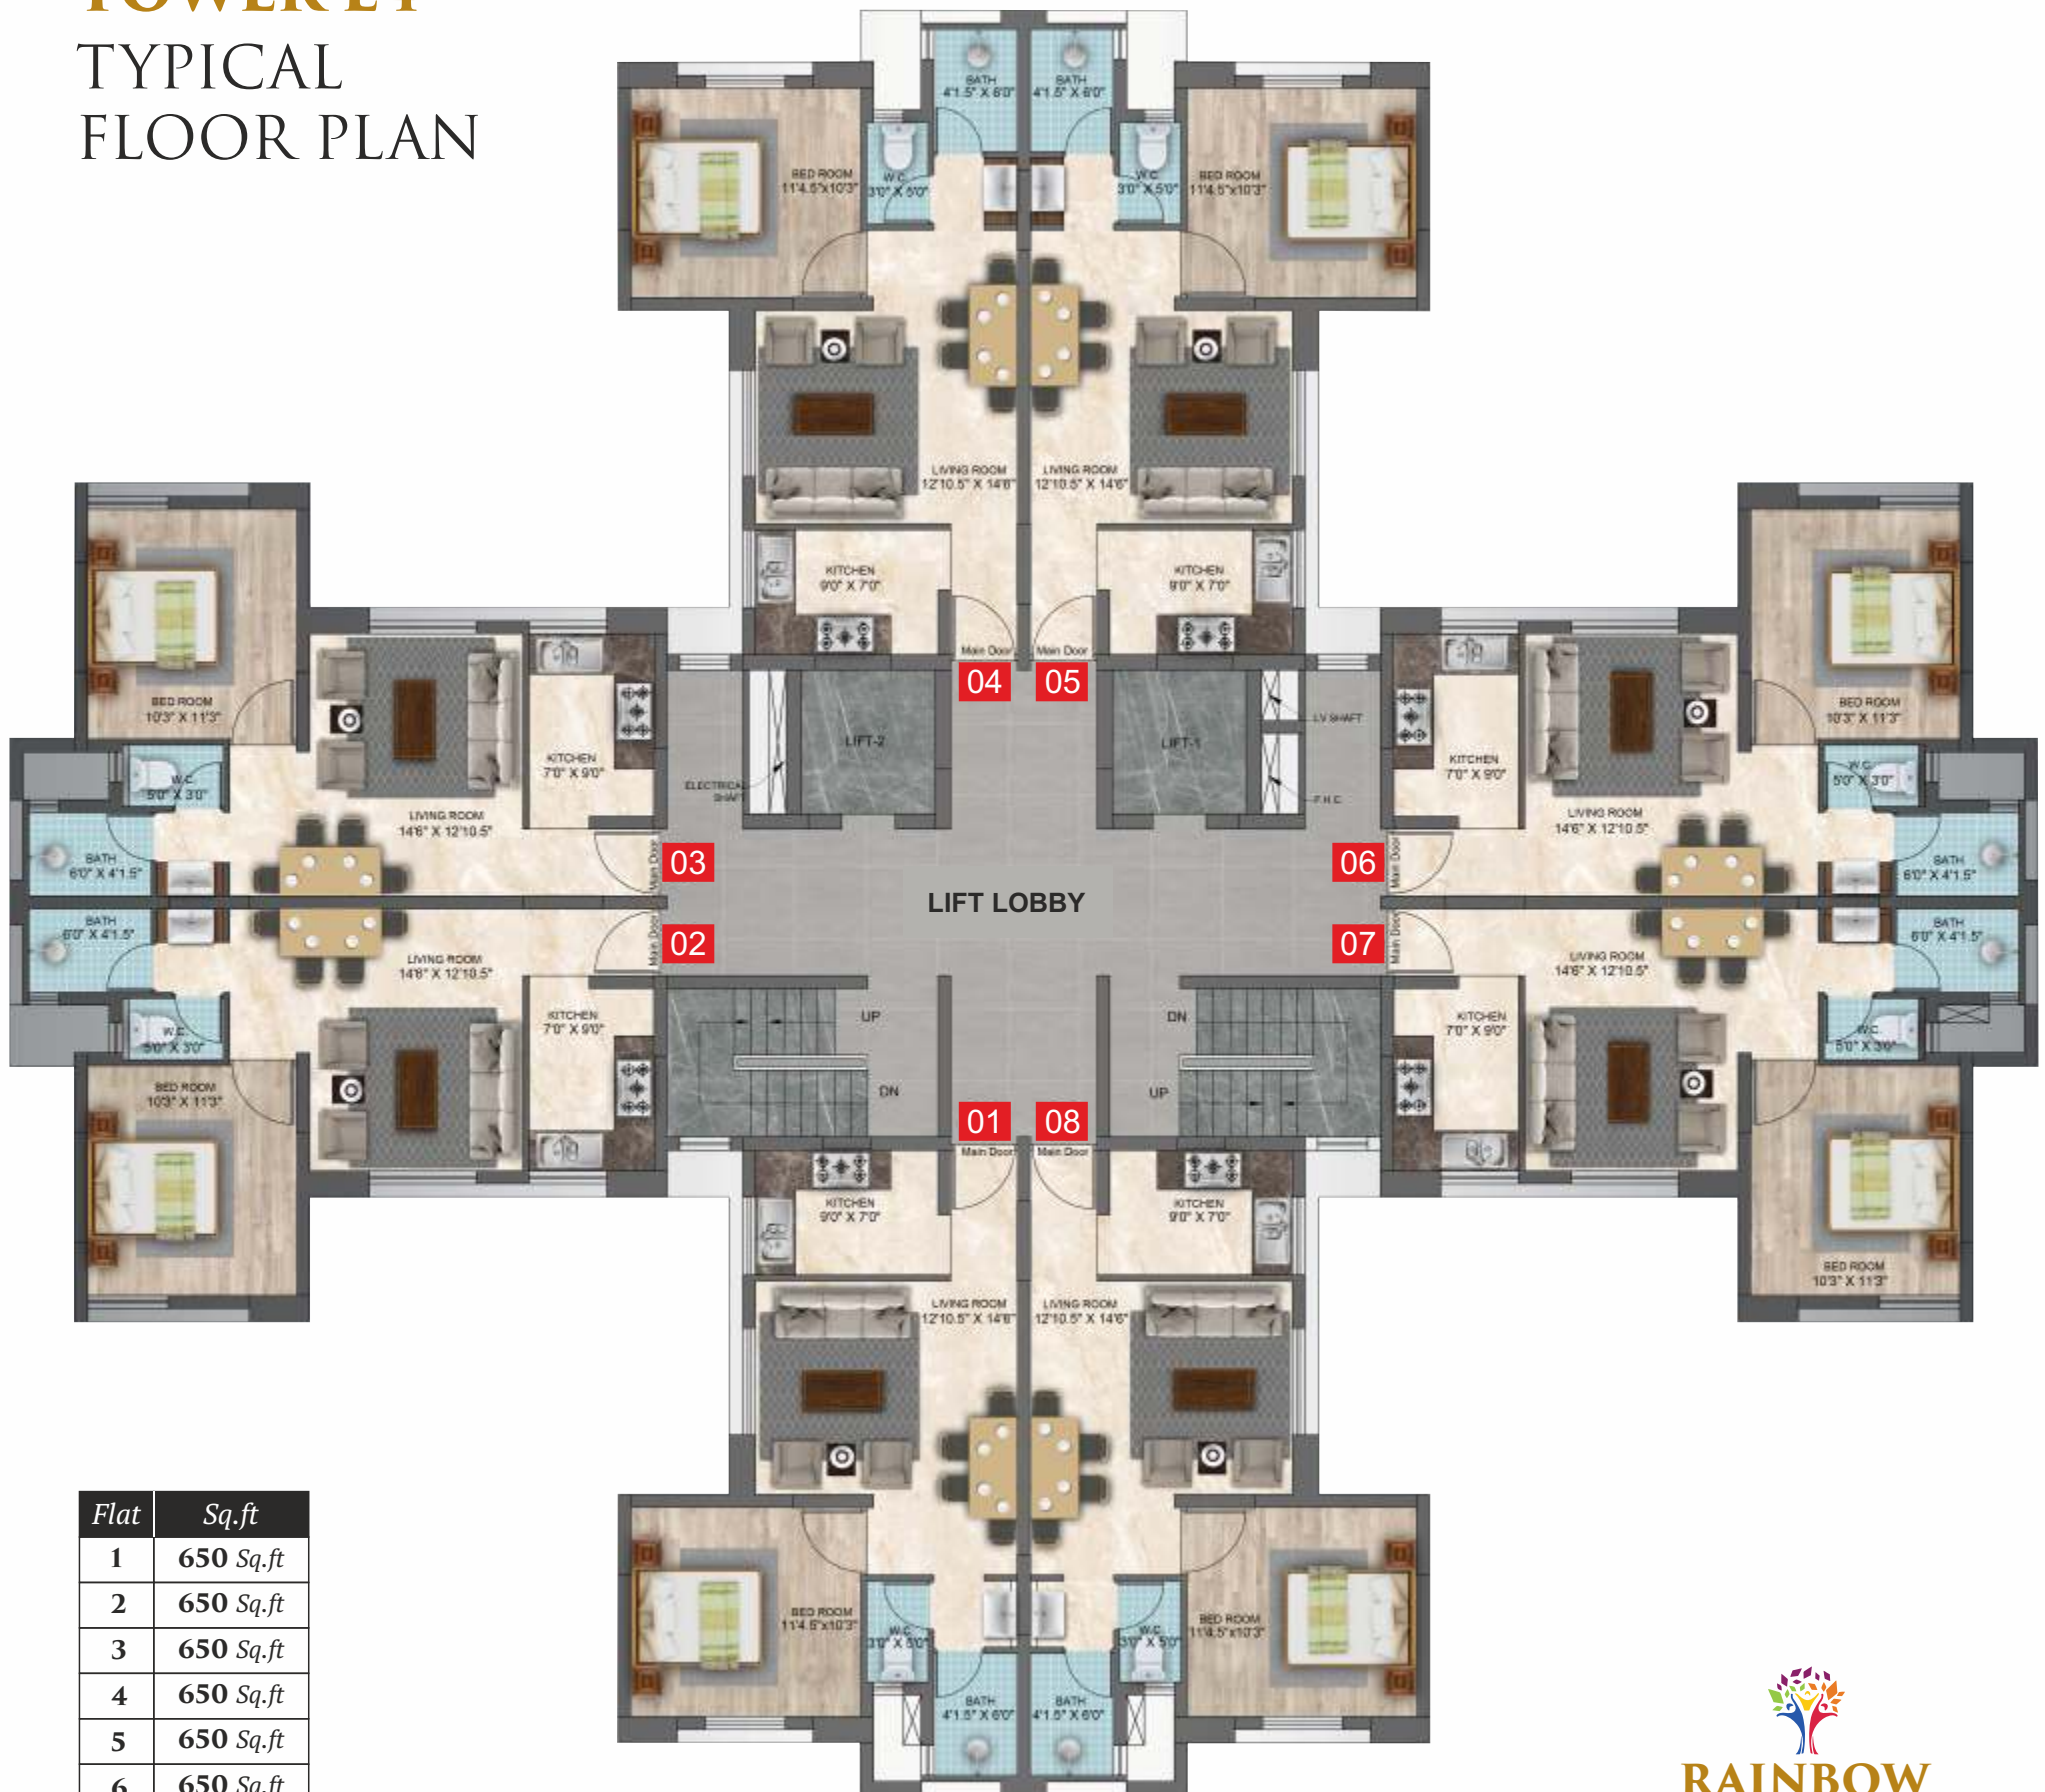 TYPICAL
FLOOR PLAN
BATH
4'1.5" X 6'0"
BATH
4'1.5" X 6'0"
BED ROOM
11'4.5"x10'3"
W.C.
3'0" X 5'0"
W.C.
3'0" X 5'0"
BED ROOM
11'4.5"x10'3"
LIVING ROOM
12'10.5" X 14'6"
LIVING ROOM
12'10.5" X 14'6"
KITCHEN
9'0" X 7'0"
KITCHEN
9'0" X 7'0"
Main Door
Main Door
04
05
BED ROOM
10'3" X 11'3"
W.C.
5'0" X 3'0"
KITCHEN
7'0" X 9'0"
LIVING ROOM
14'6" X 12'10.5"
BATH
6'0" X 4'1.5"
Main Door
03
ELECTRICAL
SHAFT
LIFT-2
LIFT-1
L.V SHAFT
F.H.C
KITCHEN
7'0" X 9'0"
BED ROOM
10'3" X 11'3"
W.C.
5'0" X 3'0"
LIVING ROOM
14'6" X 12'10.5"
BATH
6'0" X 4'1.5"
06
Main Door
LIFT LOBBY
BATH
6'0" X 4'1.5"
LIVING ROOM
14'6" X 12'10.5"
Main Door
02
W.C.
5'0" X 3'0"
KITCHEN
7'0" X 9'0"
BED ROOM
10'3" X 11'3"
UP
DN
DN
UP
07
Main Door
LIVING ROOM
14'6" X 12'10.5"
BATH
6'0" X 4'1.5"
KITCHEN
7'0" X 9'0"
W.C.
5'0" X 3'0"
BED ROOM
10'3" X 11'3"
01
08
Main Door
Main Door
KITCHEN
9'0" X 7'0"
KITCHEN
9'0" X 7'0"
LIVING ROOM
12'10.5" X 14'6"
LIVING ROOM
12'10.5" X 14'6"
BED ROOM
11'4.5"x10'3"
W.C.
3'0" X 5'0"
W.C.
3'0" X 5'0"
BED ROOM
11'4.5"x10'3"
BATH
4'1.5" X 6'0"
BATH
4'1.5" X 6'0"
Flat Sq.ft
1 650 Sq.ft
2 650 Sq.ft
3 650 Sq.ft
4 650 Sq.ft
5 650 Sq.ft
6 650 Sq.ft
RAINBOW